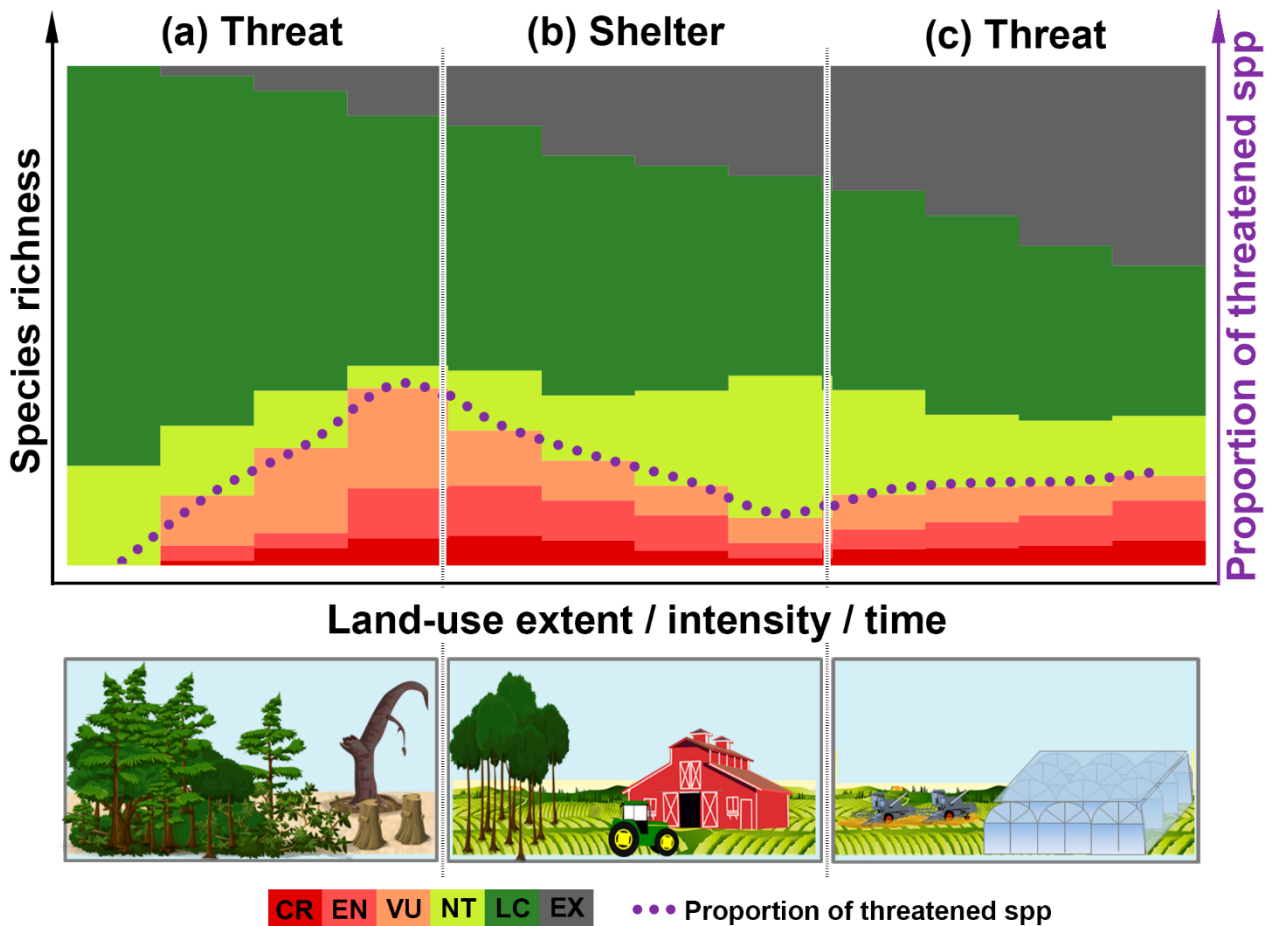 (a) Threat
(b) Shelter
(c) Threat
Species richness
Proportion of threatened spp
Land-use extent / intensity / time
CR EN VU NT LC EX
Proportion of threatened spp